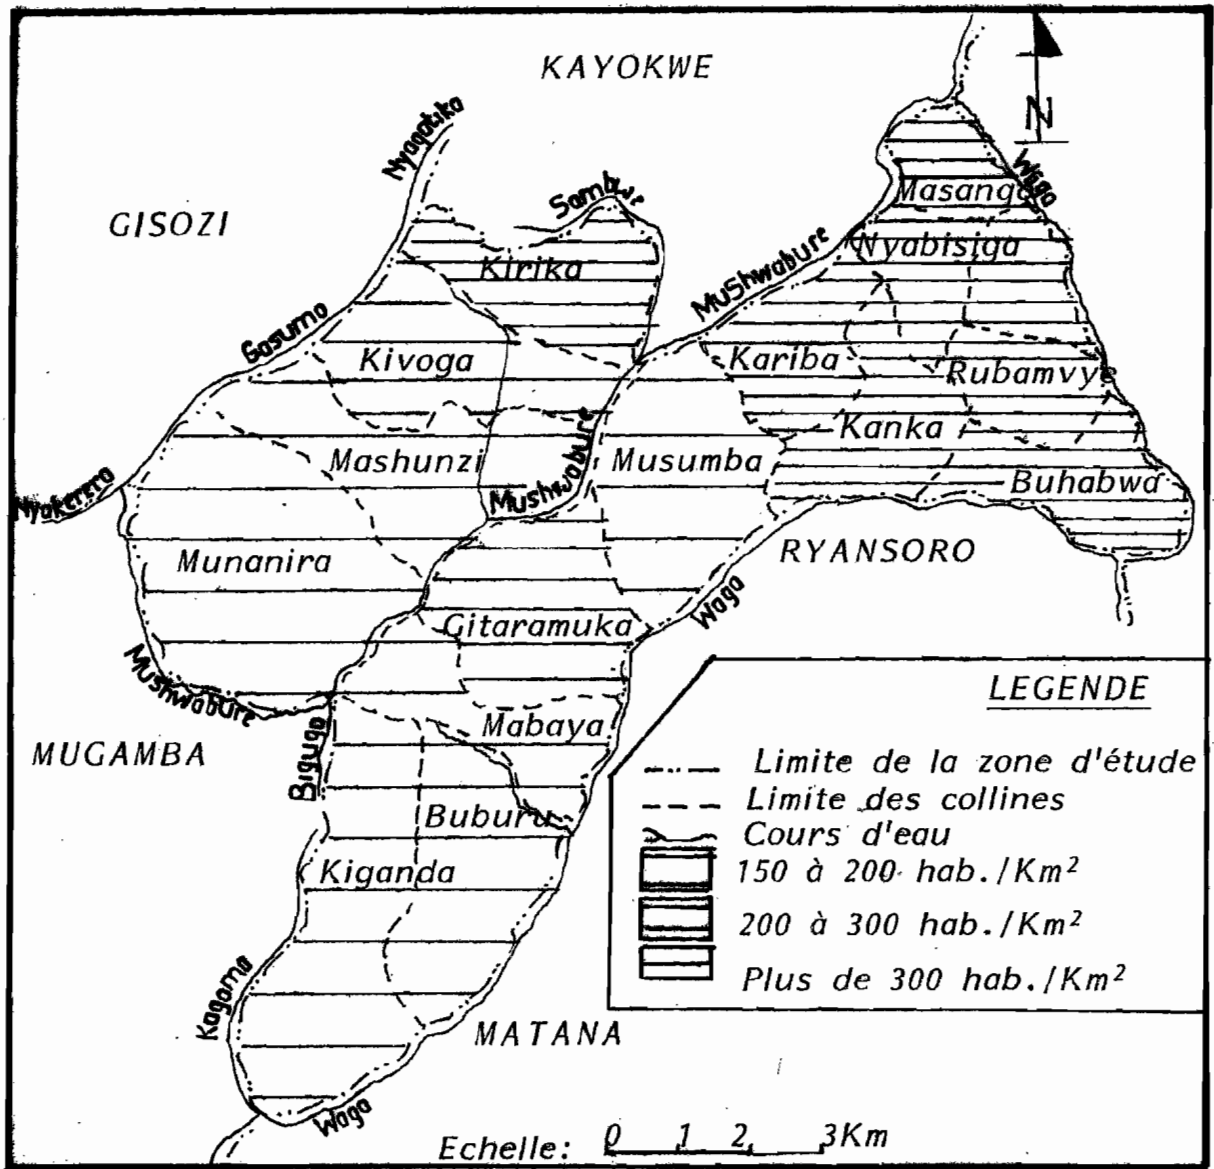 KAYOKWE
N
Nyagatika
Waga
Masango
Sambwe
GISOZI
Nyabisiga
Mushwabure
Kirika
Gasumo
Kivoga
Kariba
Rubamvye
Mushwabure
Kanka
Mashunzi
Musumba
Buhabwa
Nyakerera
RYANSORO
Munanira
Waga
Gitaramuka
Mushwabure
LEGENDE
Mabaya
MUGAMBA
Biguga
Limite de la zone d'étude
Limite des collines
Buburu
Cours d'eau
Kiganda
150 à 200 hab./Km²
200 à 300 hab./Km²
Plus de 300 hab./Km²
Kagoma
MATANA
Waga
Echelle: 0 1 2 3Km